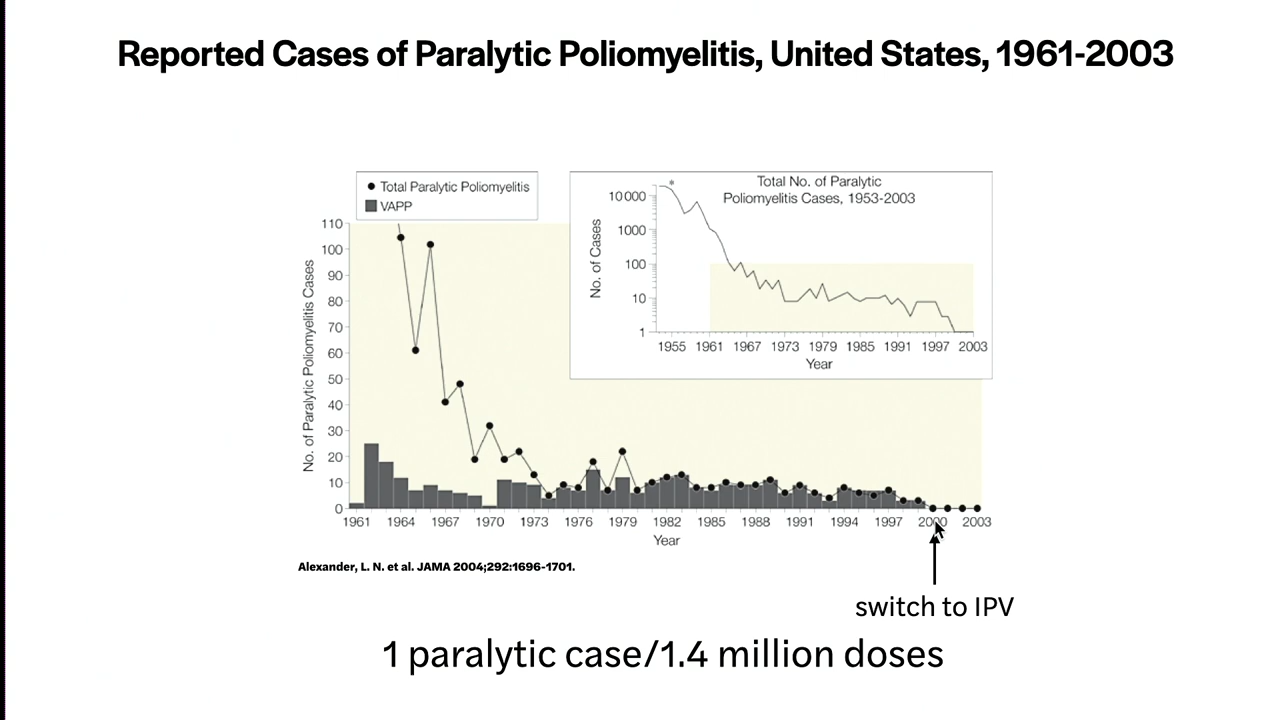 Reported Cases of Paralytic Poliomyelitis, United States, 1961-2003
Total Paralytic Poliomyelitis
VAPP
Total No. of Paralytic
Poliomyelitis Cases, 1953-2003
*
No. of Cases
10 000
1000
100
10
1
1955 1961 1967 1973 1979 1985 1991 1997 2003
Year
No. of Paralytic Poliomyelitis Cases
110
100
90
80
70
60
50
40
30
20
10
0
1961 1964 1967 1970 1973 1976 1979 1982 1985 1988 1991 1994 1997 2000 2003
Year
Alexander, L. N. et al. JAMA 2004;292:1696-1701.
switch to IPV
1 paralytic case/1.4 million doses